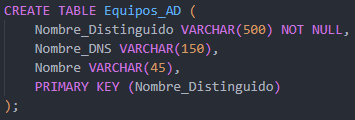 CREATE TABLE Equipos_AD (
    Nombre_Distinguido VARCHAR(500) NOT NULL,
    Nombre_DNS VARCHAR(150),
    Nombre VARCHAR(45),
    PRIMARY KEY (Nombre_Distinguido)
);